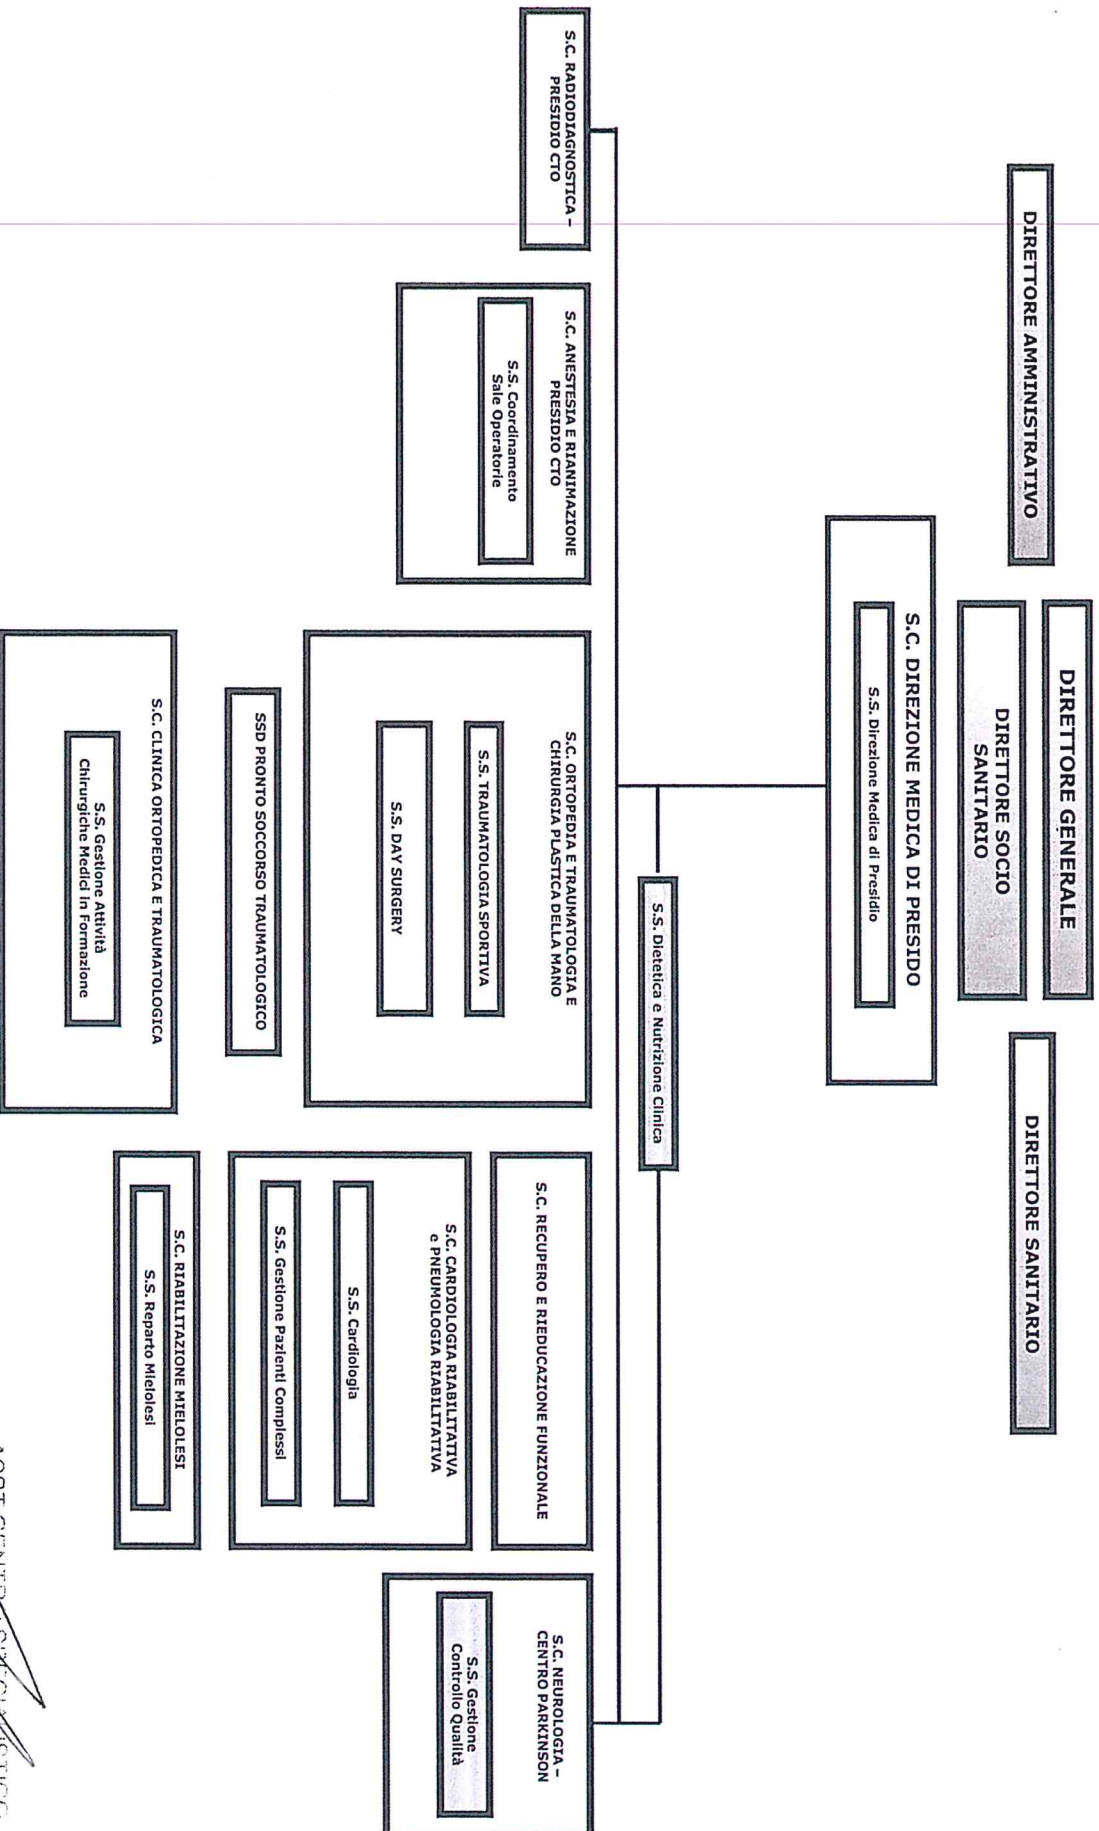 DIRETTORE GENERALE
DIRETTORE AMMINISTRATIVO
DIRETTORE SOCIO
SANITARIO
DIRETTORE SANITARIO
S.C. DIREZIONE MEDICA DI PRESIDO
S.S. Direzione Medica di Presidio
S.S. Dietetica e Nutrizione Clinica
S.C. RADIODIAGNOSTICA –
PRESIDIO CTO
S.C. ANESTESIA E RIANIMAZIONE
PRESIDIO CTO
S.S. Coordinamento
Sale Operatorie
S.C. ORTOPEDIA E TRAUMATOLOGIA E
CHIRURGIA PLASTICA DELLA MANO
S.S. TRAUMATOLOGIA SPORTIVA
S.S. DAY SURGERY
SSD PRONTO SOCCORSO TRAUMATOLOGICO
S.C. CLINICA ORTOPEDICA E TRAUMATOLOGICA
S.S. Gestione Attività
Chirurgiche Medici in Formazione
S.C. RECUPERO E RIEDUCAZIONE FUNZIONALE
S.C. CARDIOLOGIA RIABILITATIVA
e PNEUMOLOGIA RIABILITATIVA
S.S. Cardiologia
S.S. Gestione Pazienti Complessi
S.C. RIABILITAZIONE MIELOLESI
S.S. Reparto Mielolesi
S.C. NEUROLOGIA –
CENTRO PARKINSON
S.S. Gestione
Controllo Qualità